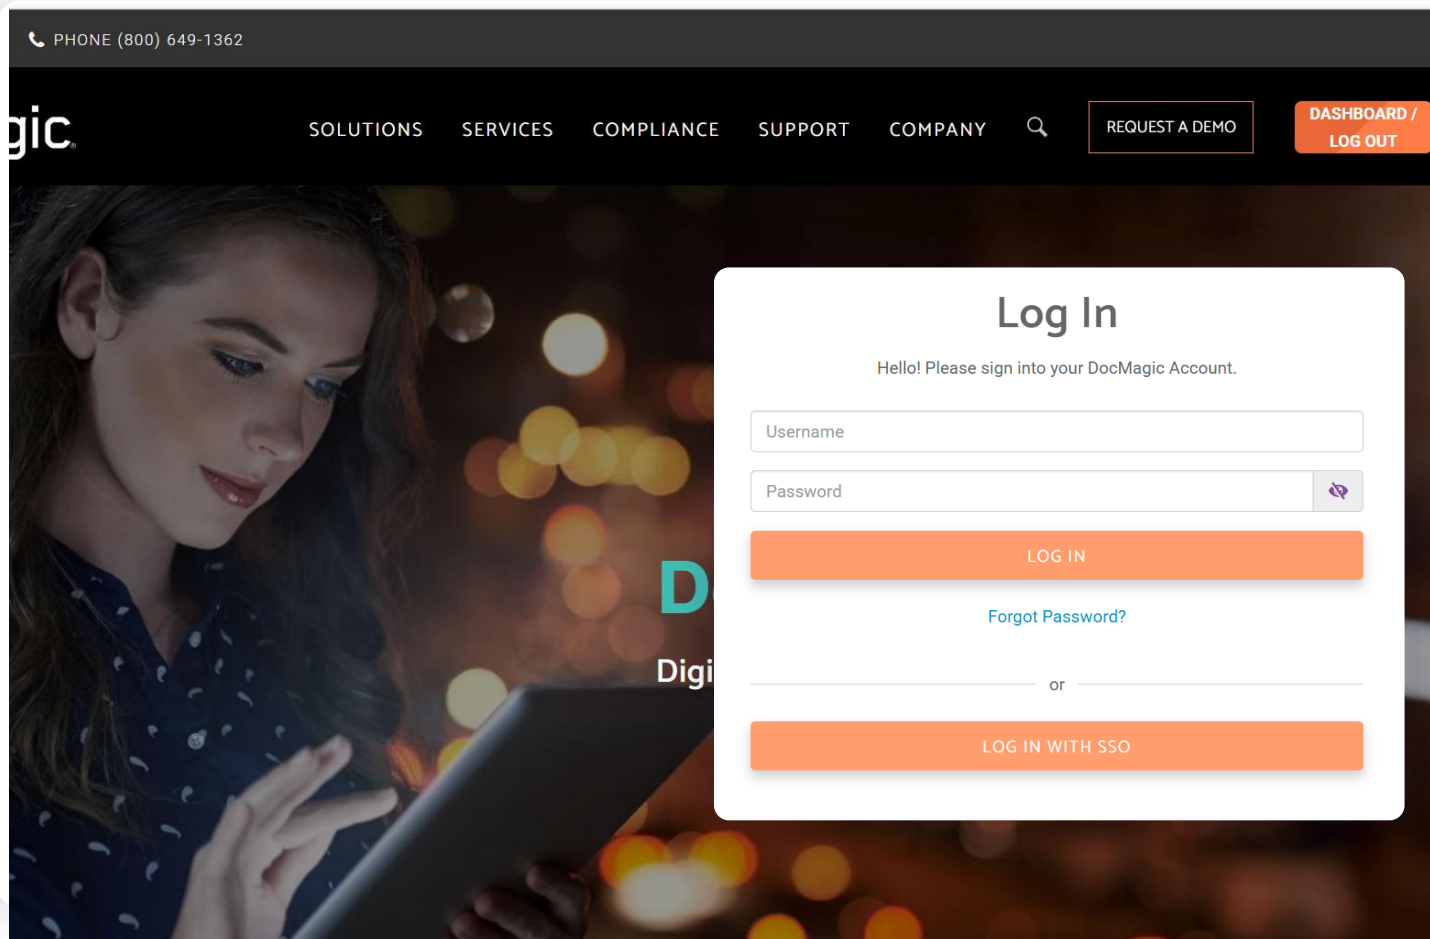 PHONE (800) 649-1362
gic
SOLUTIONS
SERVICES
COMPLIANCE
SUPPORT
COMPANY
REQUEST A DEMO
DASHBOARD /
LOG OUT
Log In
Hello! Please sign into your DocMagic Account.
Username
Password
LOG IN
Forgot Password?
or
LOG IN WITH SSO
D
Digi